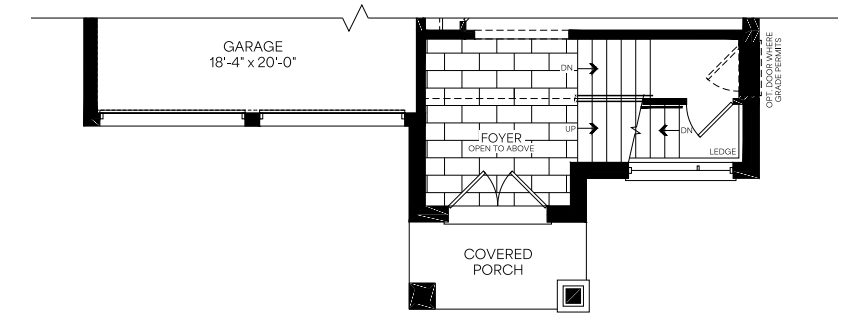 GARAGE
18'-4" x 20'-0"
DN
OPT. DOOR WHERE
GRADE PERMITS
UP
DN
FOYER
OPEN TO ABOVE
LEDGE
COVERED
PORCH